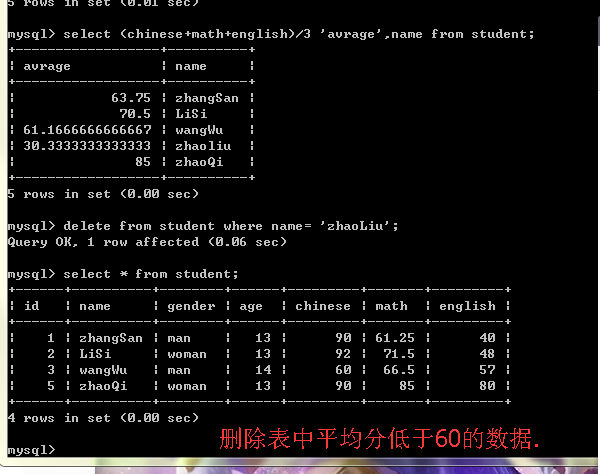 5 rows in set (0.01 sec)
mysql> select (chinese+math+english)/3 'avrage',name from student;
+------------------+----------+
| avrage | name |
+------------------+----------+
| 63.75 | zhangSan |
| 70.5 | LiSi |
| 61.1666666666667 | wangWu |
| 30.3333333333333 | zhaoliu |
| 85 | zhaoQi |
+------------------+----------+
5 rows in set (0.00 sec)
mysql> delete from student where name= 'zhaoLiu';
Query OK, 1 row affected (0.06 sec)
mysql> select * from student;
+------+----------+--------+------+---------+-------+---------+
| id | name | gender | age | chinese | math | english |
+------+----------+--------+------+---------+-------+---------+
| 1 | zhangSan | man | 13 | 90 | 61.25 | 40 |
| 2 | LiSi | woman | 13 | 92 | 71.5 | 48 |
| 3 | wangWu | man | 14 | 60 | 66.5 | 57 |
| 5 | zhaoQi | woman | 13 | 90 | 85 | 80 |
+------+----------+--------+------+---------+-------+---------+
4 rows in set (0.00 sec)
删除表中平均分低于60的数据.
mysql>